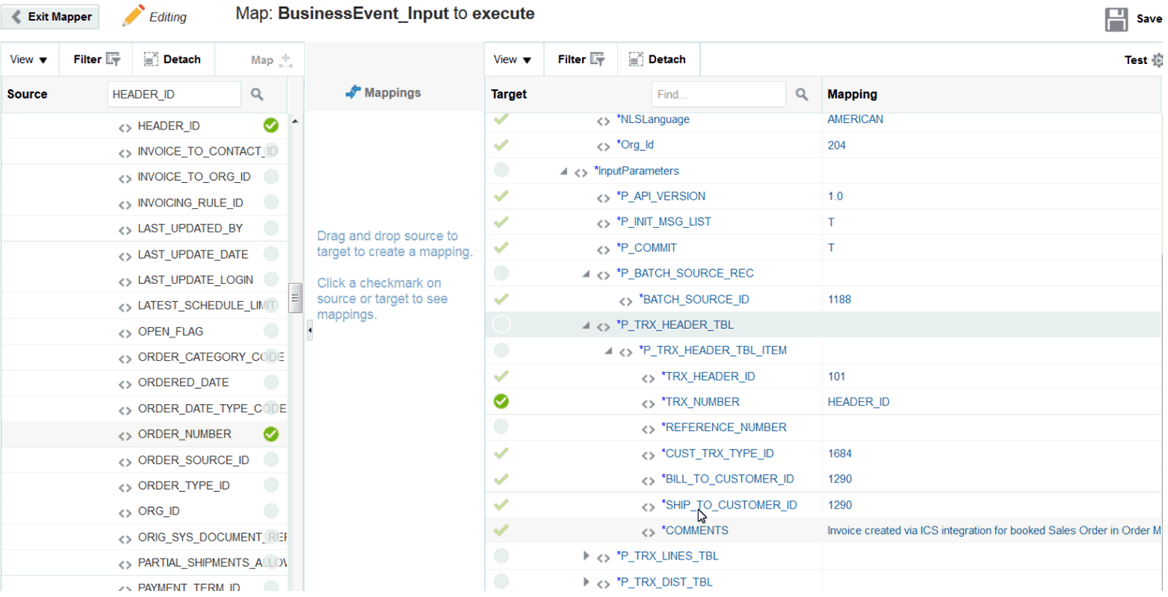 Exit Mapper
Editing
Map: BusinessEvent_Input to execute
Save
View
Filter
Detach
Map
Source
HEADER_ID
HEADER_ID
INVOICE_TO_CONTACT_ID
INVOICE_TO_ORG_ID
INVOICING_RULE_ID
LAST_UPDATED_BY
LAST_UPDATE_DATE
LAST_UPDATE_LOGIN
LATEST_SCHEDULE_LIMIT
OPEN_FLAG
ORDER_CATEGORY_CODE
ORDERED_DATE
ORDER_DATE_TYPE_CODE
ORDER_NUMBER
ORDER_SOURCE_ID
ORDER_TYPE_ID
ORG_ID
ORIG_SYS_DOCUMENT_REF
PARTIAL_SHIPMENTS_ALLOV
PAYMENT_TERM_ID
Mappings
Drag and drop source to
target to create a mapping.
Click a checkmark on
source or target to see
mappings.
View
Filter
Detach
Test
Target
Find...
Mapping
*NLSLanguage AMERICAN
*Org_Id 204
*InputParameters
*P_API_VERSION 1.0
*P_INIT_MSG_LIST T
*P_COMMIT T
*P_BATCH_SOURCE_REC
*BATCH_SOURCE_ID 1188
*P_TRX_HEADER_TBL
*P_TRX_HEADER_TBL_ITEM
*TRX_HEADER_ID 101
*TRX_NUMBER HEADER_ID
*REFERENCE_NUMBER
*CUST_TRX_TYPE_ID 1684
*BILL_TO_CUSTOMER_ID 1290
*SHIP_TO_CUSTOMER_ID 1290
*COMMENTS Invoice created via ICS integration for booked Sales Order in Order M
*P_TRX_LINES_TBL
*P_TRX_DIST_TBL